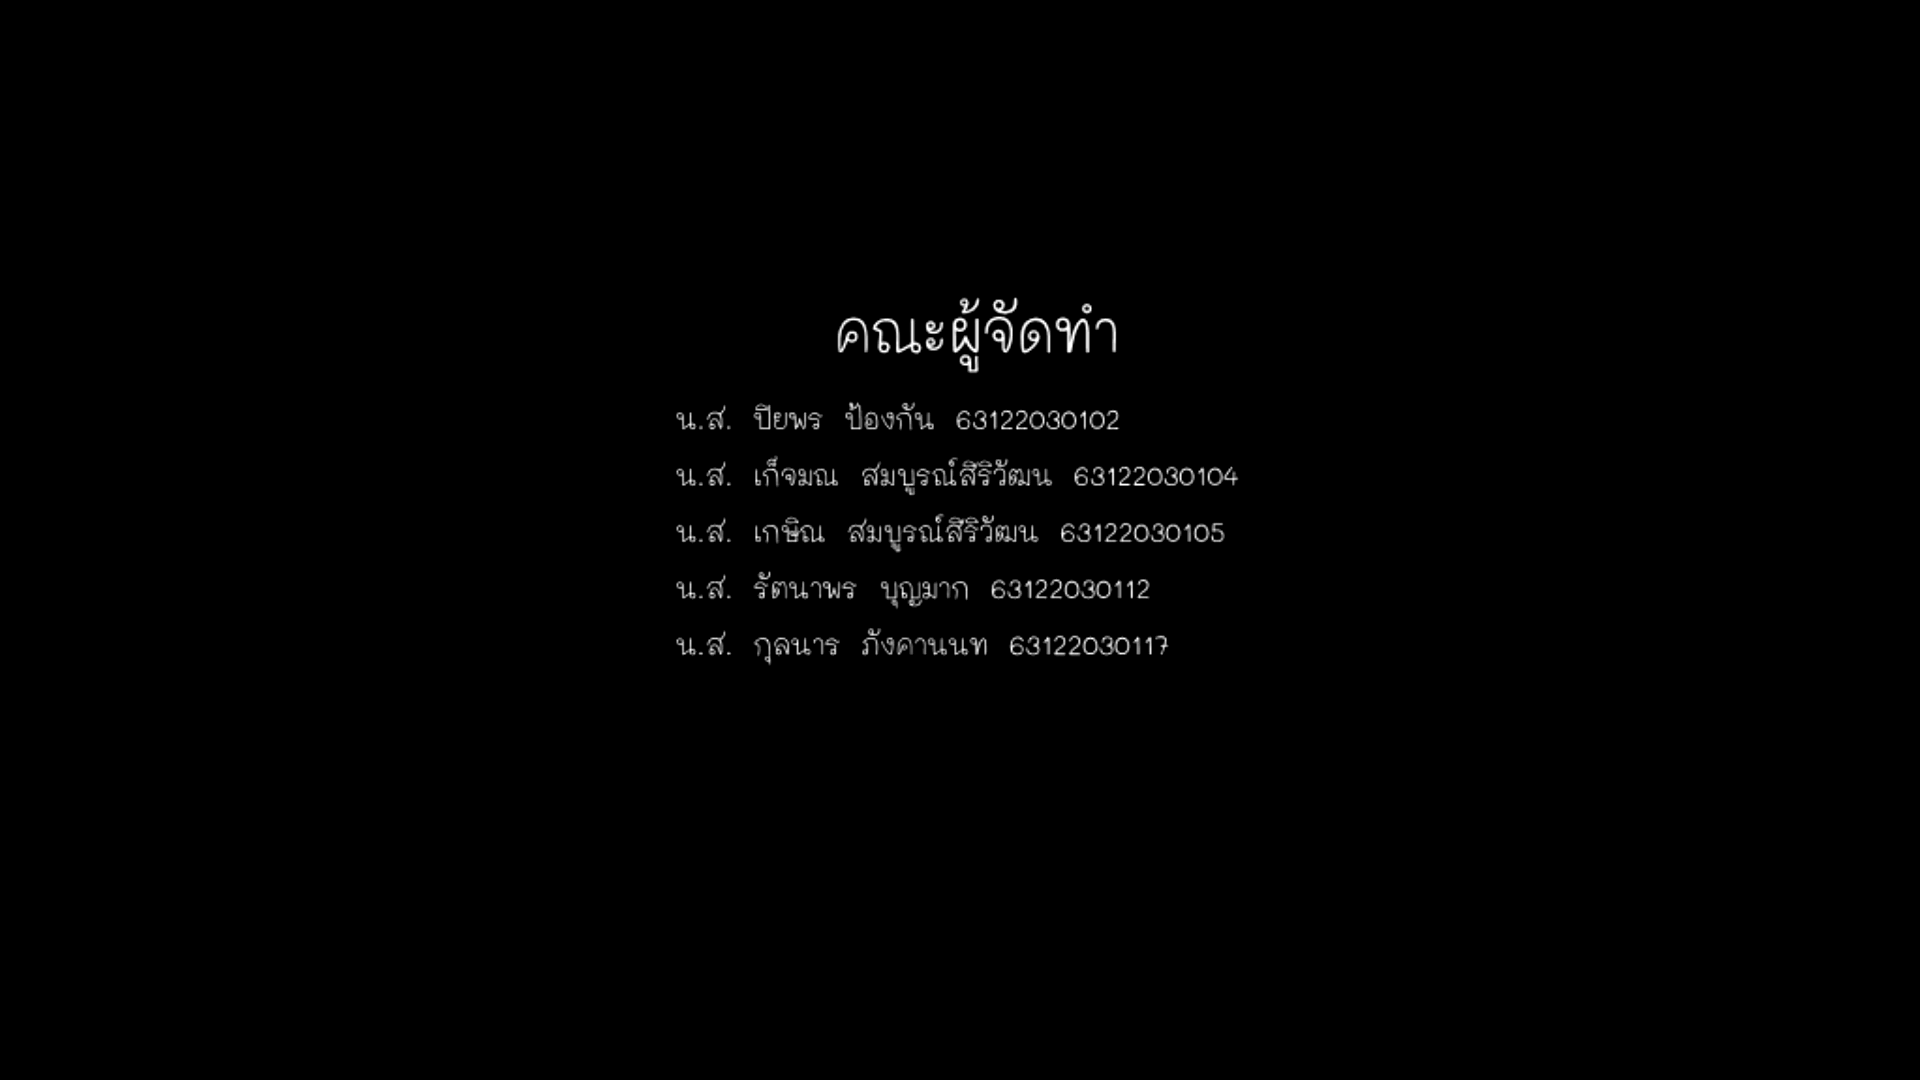 คณะผู้จัดทำ
น.ส. ปิยพร ป้องกัน 63122030102
น.ส. เก็จมณ สมบูรณ์สิริวัฒน 63122030104
น.ส. เกษิณ สมบูรณ์สิริวัฒน 63122030105
น.ส. รัตนาพร บุญมาก 63122030112
น.ส. กุลนาร ภังคานนท 63122030117